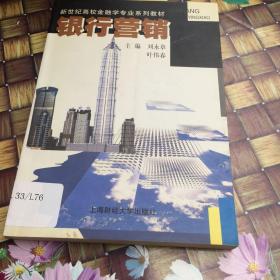 新世纪高校金融学专业系列教材
银行营销
主编 刘永章
叶伟春
33/L76
上海财经大学出版社